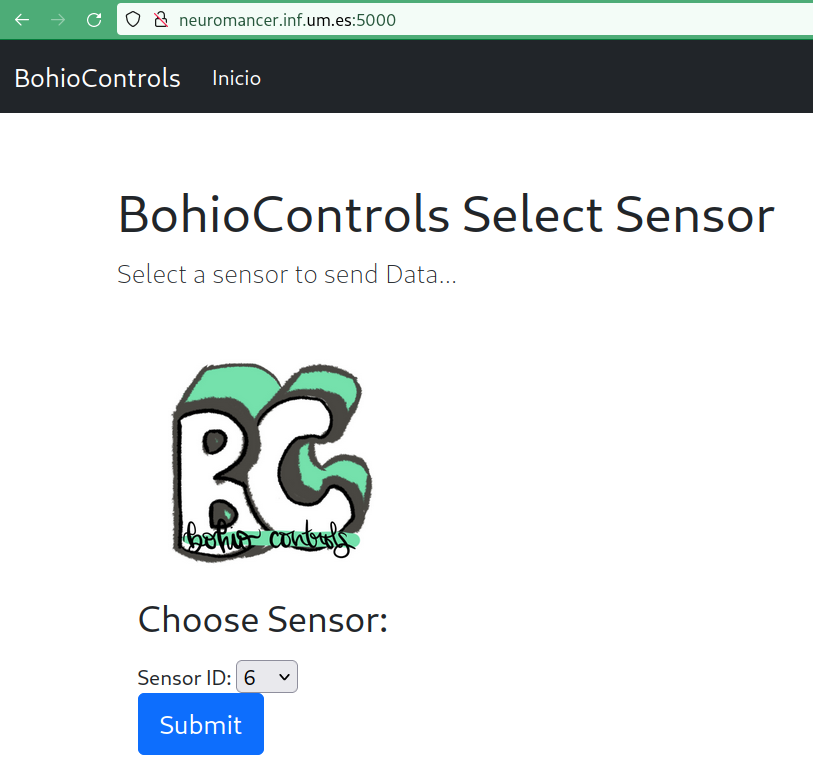 neuromancer.inf.um.es:5000
BohioControls Inicio
BohioControls Select Sensor
Select a sensor to send Data...
BC
bohio controls
Choose Sensor:
Sensor ID: 6
Submit